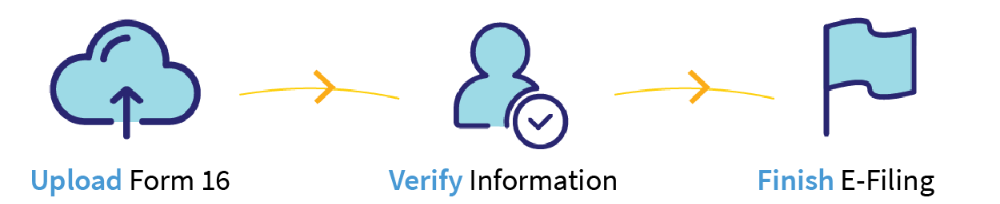 Upload Form 16
Verify Information
Finish E-Filing